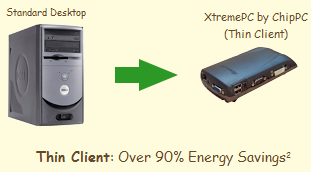 Standard Desktop
XtremePC by ChipPC
(Thin Client)
Thin Client: Over 90% Energy Savings²